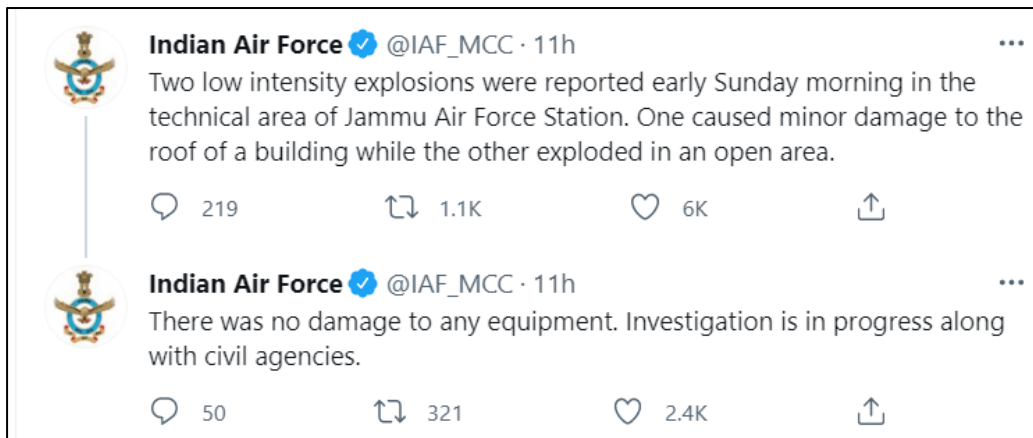 Indian Air Force @IAF_MCC · 11h
Two low intensity explosions were reported early Sunday morning in the
technical area of Jammu Air Force Station. One caused minor damage to the
roof of a building while the other exploded in an open area.
219 1.1K 6K
Indian Air Force @IAF_MCC · 11h
There was no damage to any equipment. Investigation is in progress along
with civil agencies.
50 321 2.4K